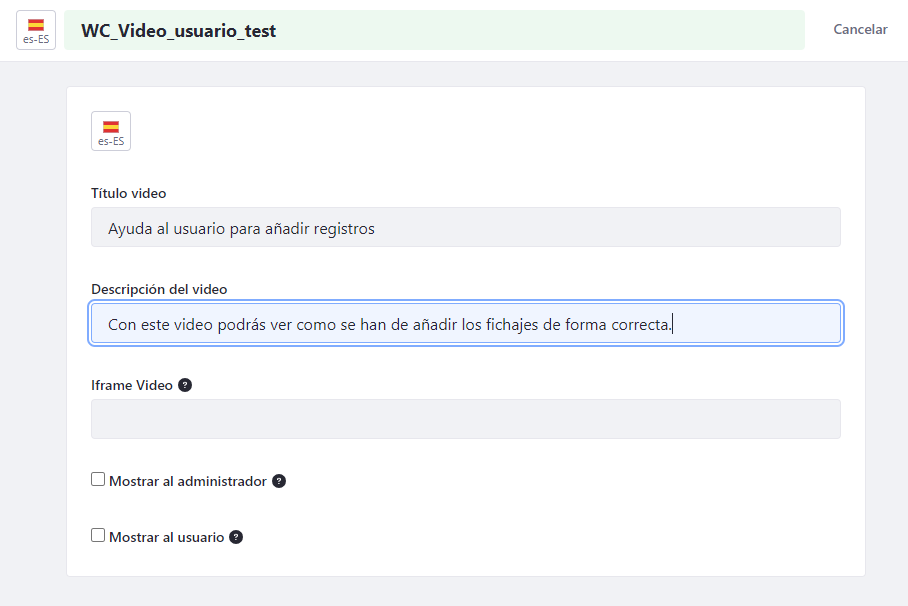 es-ES
WC_Video_usuario_test
Cancelar
es-ES
Título video
Ayuda al usuario para añadir registros
Descripción del video
Con este video podrás ver como se han de añadir los fichajes de forma correcta.
Iframe Video ?
Mostrar al administrador ?
Mostrar al usuario ?